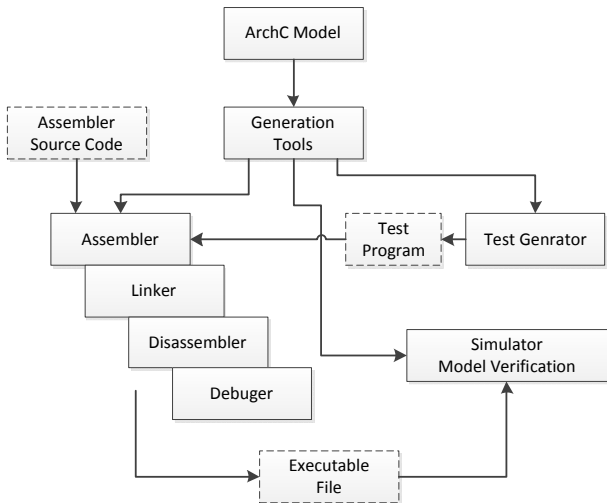 ArchC Model
Assembler
Source Code
Generation
Tools
Assembler
Test
Program
Test Genrator
Linker
Disassembler
Simulator
Model Verification
Debuger
Executable
File